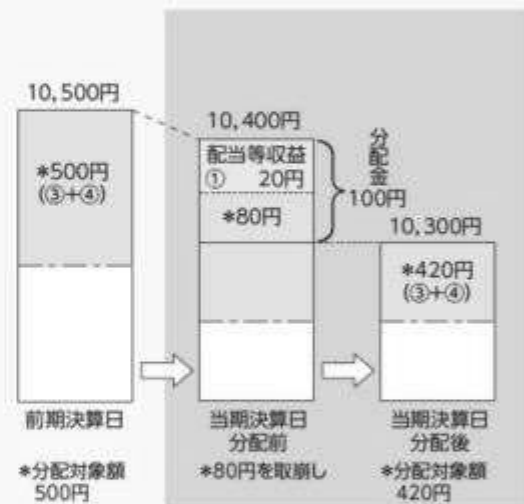 10,500円
*500円
(③+④)
前期決算日
*分配対象額
500円
10,400円
配当等収益
① 20円
*80円
分配金
100円
当期決算日
分配前
*80円を取崩し
10,300円
*420円
(③+④)
当期決算日
分配後
*分配対象額
420円